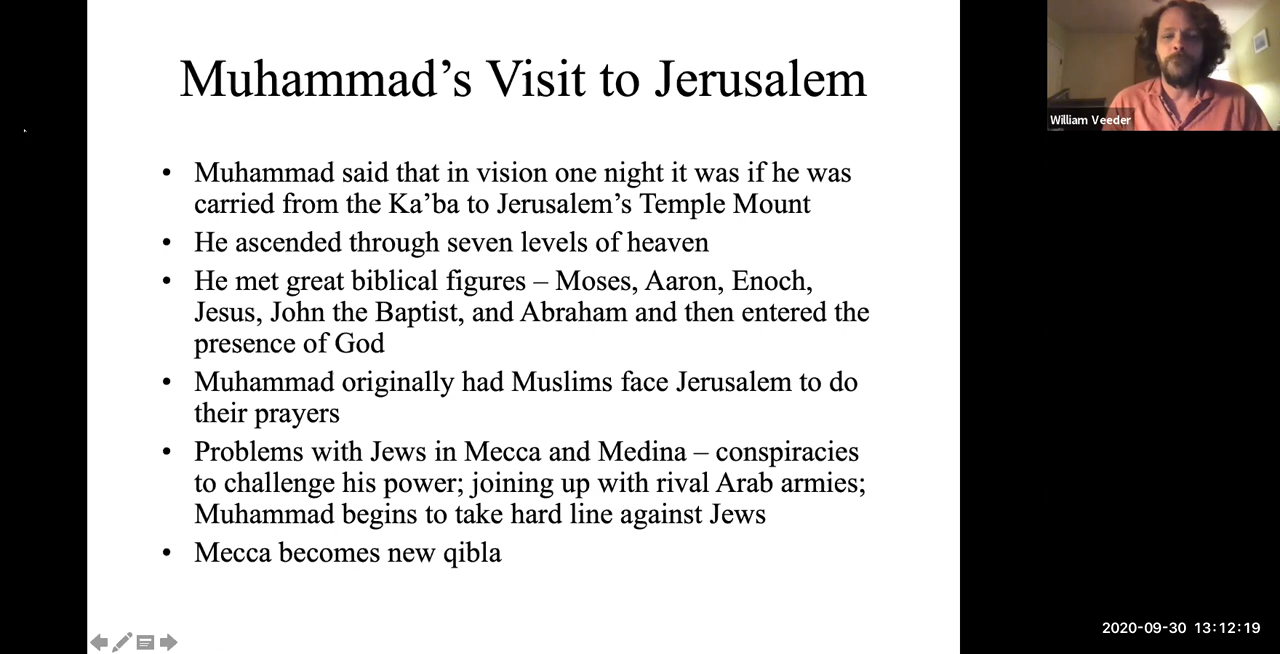 Muhammad’s Visit to Jerusalem
• Muhammad said that in vision one night it was if he was
carried from the Ka’ba to Jerusalem’s Temple Mount
• He ascended through seven levels of heaven
• He met great biblical figures – Moses, Aaron, Enoch,
Jesus, John the Baptist, and Abraham and then entered the
presence of God
• Muhammad originally had Muslims face Jerusalem to do
their prayers
• Problems with Jews in Mecca and Medina – conspiracies
to challenge his power; joining up with rival Arab armies;
Muhammad begins to take hard line against Jews
• Mecca becomes new qibla
William Veeder
2020-09-30 13:12:19